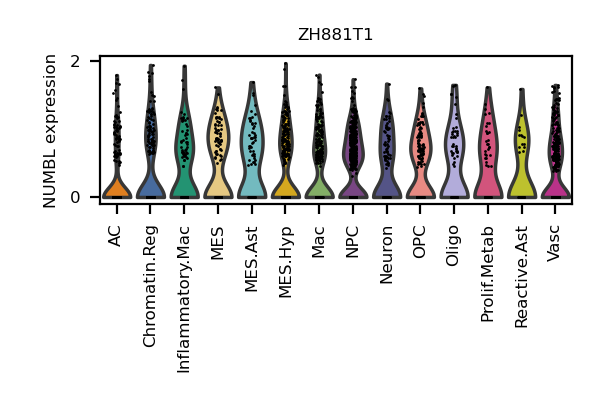 ZH881T1
NUMBL expression
2
0
AC
Chromatin.Reg
Inflammatory.Mac
MES
MES.Ast
MES.Hyp
Mac
NPC
Neuron
OPC
Oligo
Prolif.Metab
Reactive.Ast
Vasc